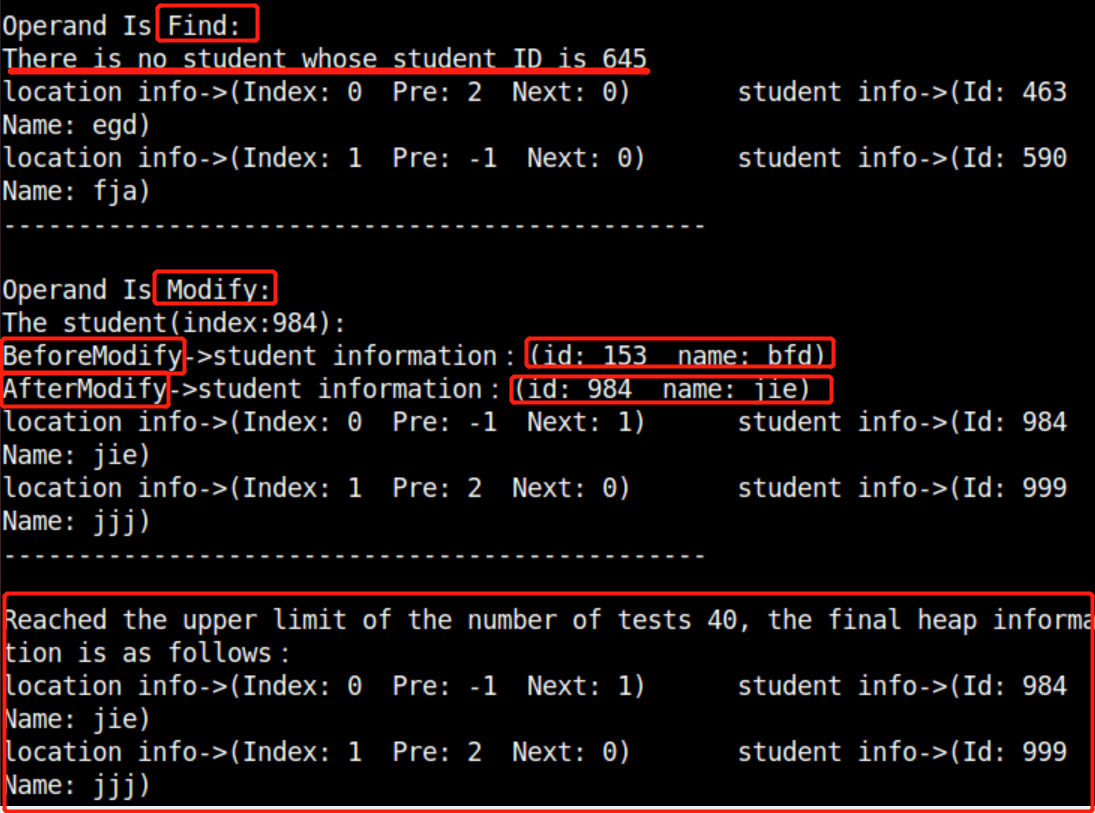 Operand Is Find:
There is no student whose student ID is 645
location info->(Index: 0  Pre: 2  Next: 0)       student info->(Id: 463
Name: egd)
location info->(Index: 1  Pre: -1  Next: 0)      student info->(Id: 590
Name: fja)
-----------------------------------------------
Operand Is Modify:
The student(index:984):
BeforeModify->student information：(id: 153  name: bfd)
AfterModify->student information：(id: 984  name: jie)
location info->(Index: 0  Pre: -1  Next: 1)      student info->(Id: 984
Name: jie)
location info->(Index: 1  Pre: 2  Next: 0)       student info->(Id: 999
Name: jjj)
-----------------------------------------------
Reached the upper limit of the number of tests 40, the final heap informa
tion is as follows：
location info->(Index: 0  Pre: -1  Next: 1)      student info->(Id: 984
Name: jie)
location info->(Index: 1  Pre: 2  Next: 0)       student info->(Id: 999
Name: jjj)